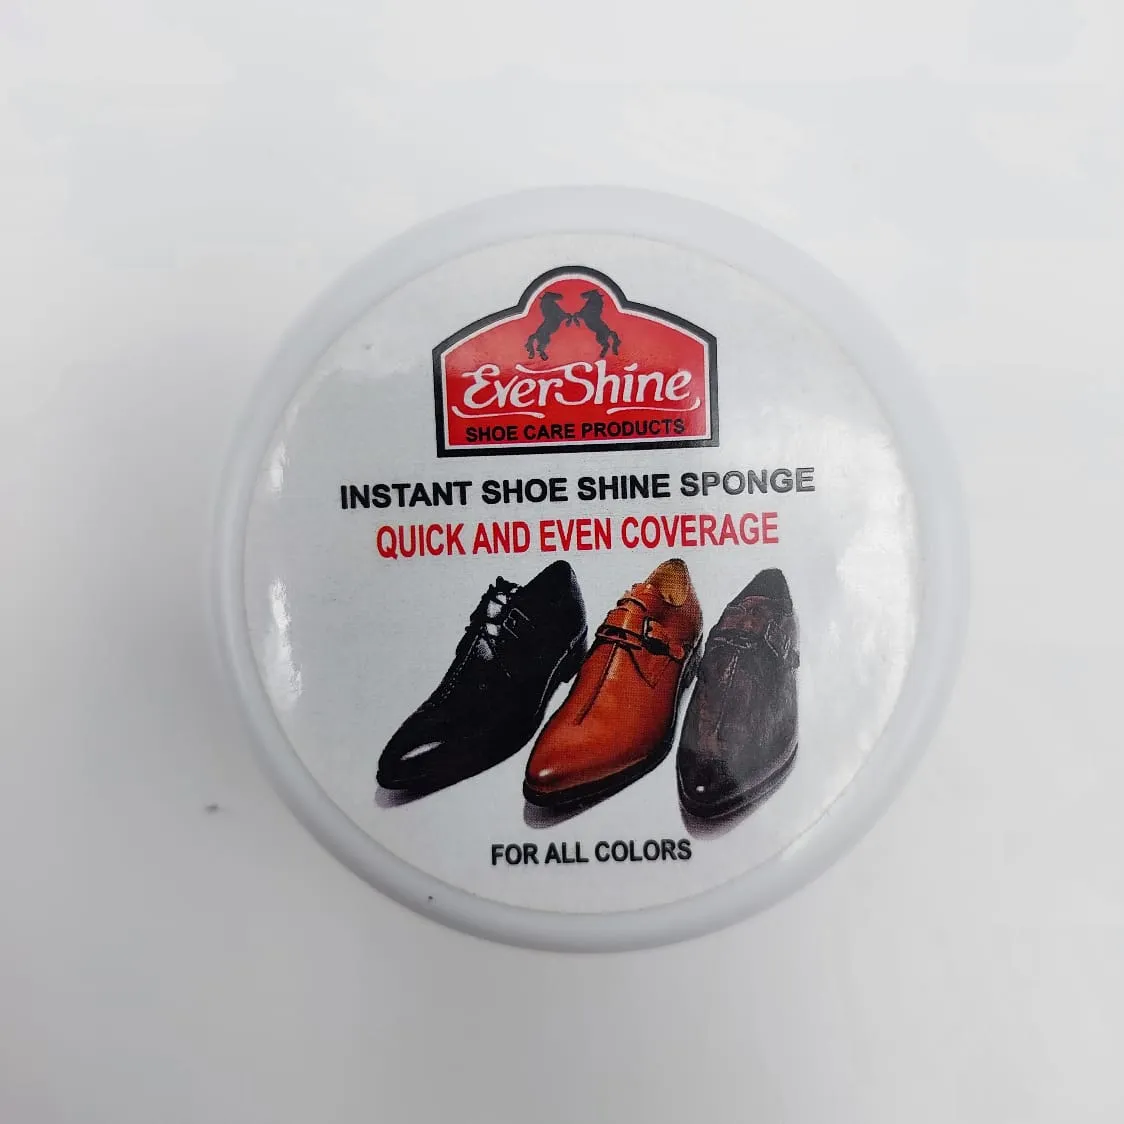 EverShine
SHOE CARE PRODUCTS
INSTANT SHOE SHINE SPONGE
QUICK AND EVEN COVERAGE
FOR ALL COLORS